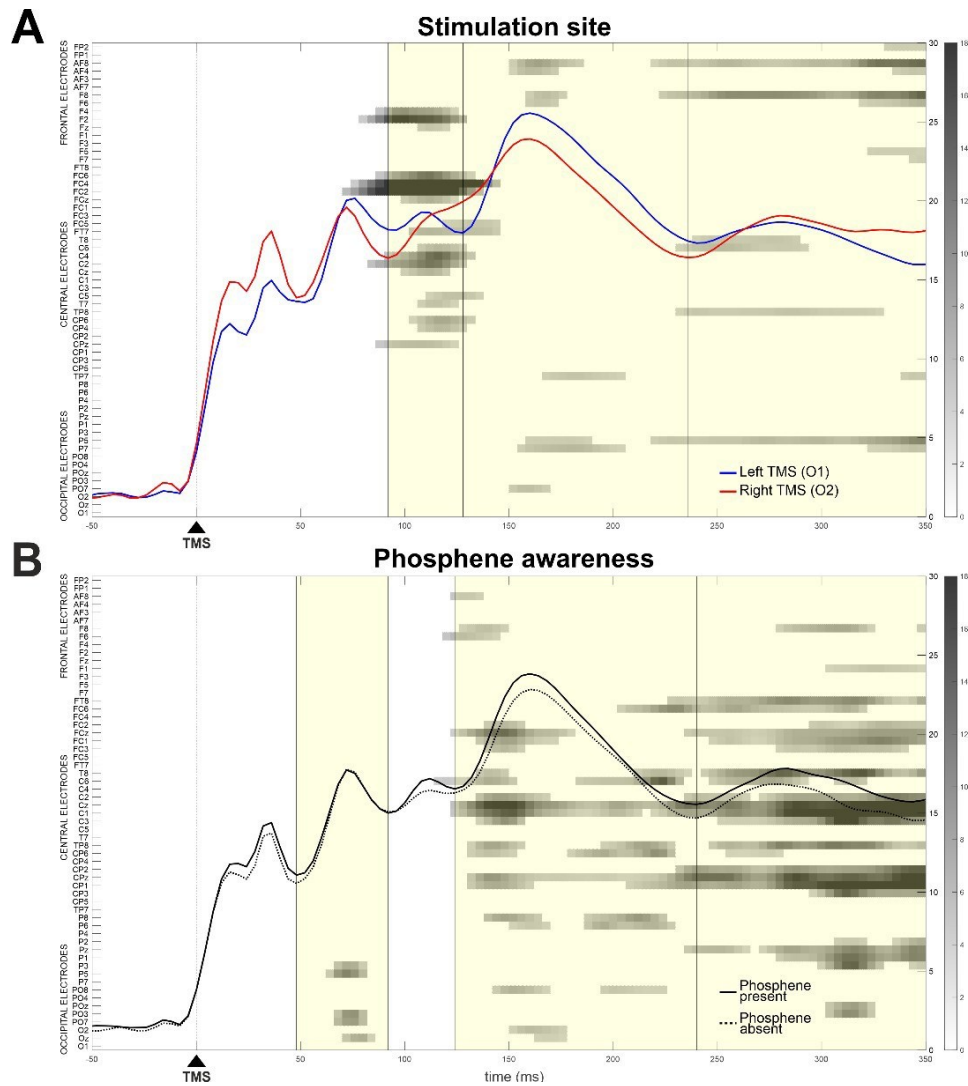 A
Stimulation site
FRONTAL ELECTRODES
CENTRAL ELECTRODES
OCCIPITAL ELECTRODES
FP2
FP1
AF8
AF4
AF3
AF7
F8
F6
F4
F2
Fz
F1
F3
F5
F7
FT8
FC6
FC4
FC2
FCz
FC1
FC3
FC5
FT7
T8
C6
C4
C2
Cz
C1
C3
C5
T7
TP8
CP6
CP4
CP2
CPz
CP1
CP3
CP5
TP7
P8
P6
P4
P2
Pz
P1
P3
P5
P7
PO8
PO4
POz
PO3
PO7
O2
Oz
O1
30
25
20
15
10
5
0
18
16
14
12
10
8
6
4
2
0
Left TMS (O1)
Right TMS (O2)
-50 50 100 150 200 250 300 350
TMS
B
Phosphene awareness
FRONTAL ELECTRODES
CENTRAL ELECTRODES
OCCIPITAL ELECTRODES
FP2
FP1
AF8
AF4
AF3
AF7
F8
F6
F4
F2
Fz
F1
F3
F5
F7
FT8
FC6
FC4
FC2
FCz
FC1
FC3
FC5
FT7
T8
C6
C4
C2
Cz
C1
C3
C5
T7
TP8
CP6
CP4
CP2
CPz
CP1
CP3
CP5
TP7
P8
P6
P4
P2
Pz
P1
P3
P5
P7
PO8
PO4
POz
PO3
PO7
O2
Oz
O1
30
25
20
15
10
5
0
18
16
14
12
10
8
6
4
2
0
Phosphene
present
Phosphene
absent
-50 50 100 150 200 250 300 350
TMS
time (ms)